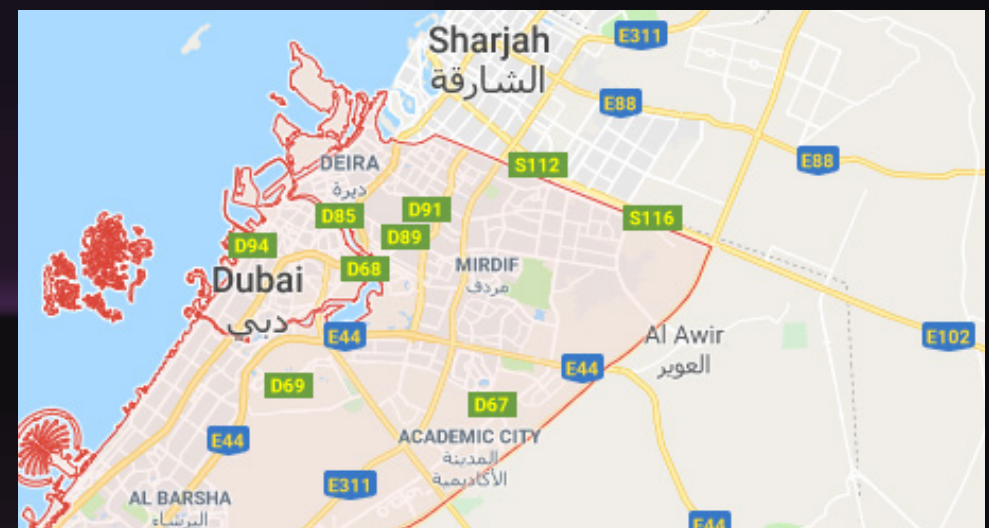 Sharjah
الشارقة
E311
E88
E88
S112
DEIRA
ديرة
D85
D91
D89
S116
D94
D68
MIRDIF
مردف
Dubai
دبي
E44
Al Awir
العوير
E102
E44
D69
D67
E44
ACADEMIC CITY
المدينة
الأكاديمية
E311
AL BARSHA
البرشاء
E44